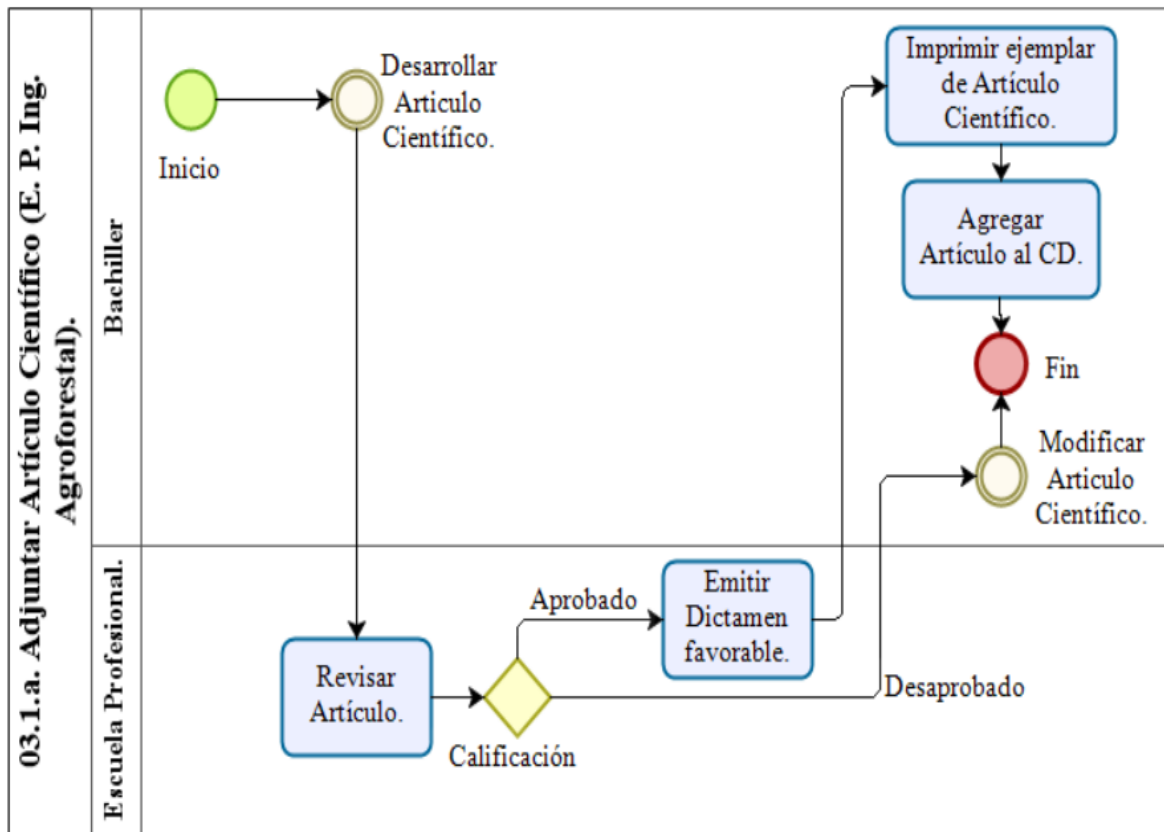 03.1.a. Adjuntar Artículo Científico (E. P. Ing.
Agroforestal).
Bachiller
Inicio
Desarrollar
Articulo
Científico.
Imprimir ejemplar
de Artículo
Científico.
Agregar
Artículo al CD.
Fin
Modificar
Articulo
Científico.
Escuela Profesional.
Revisar
Artículo.
Calificación
Aprobado
Emitir
Dictamen
favorable.
Desaprobado